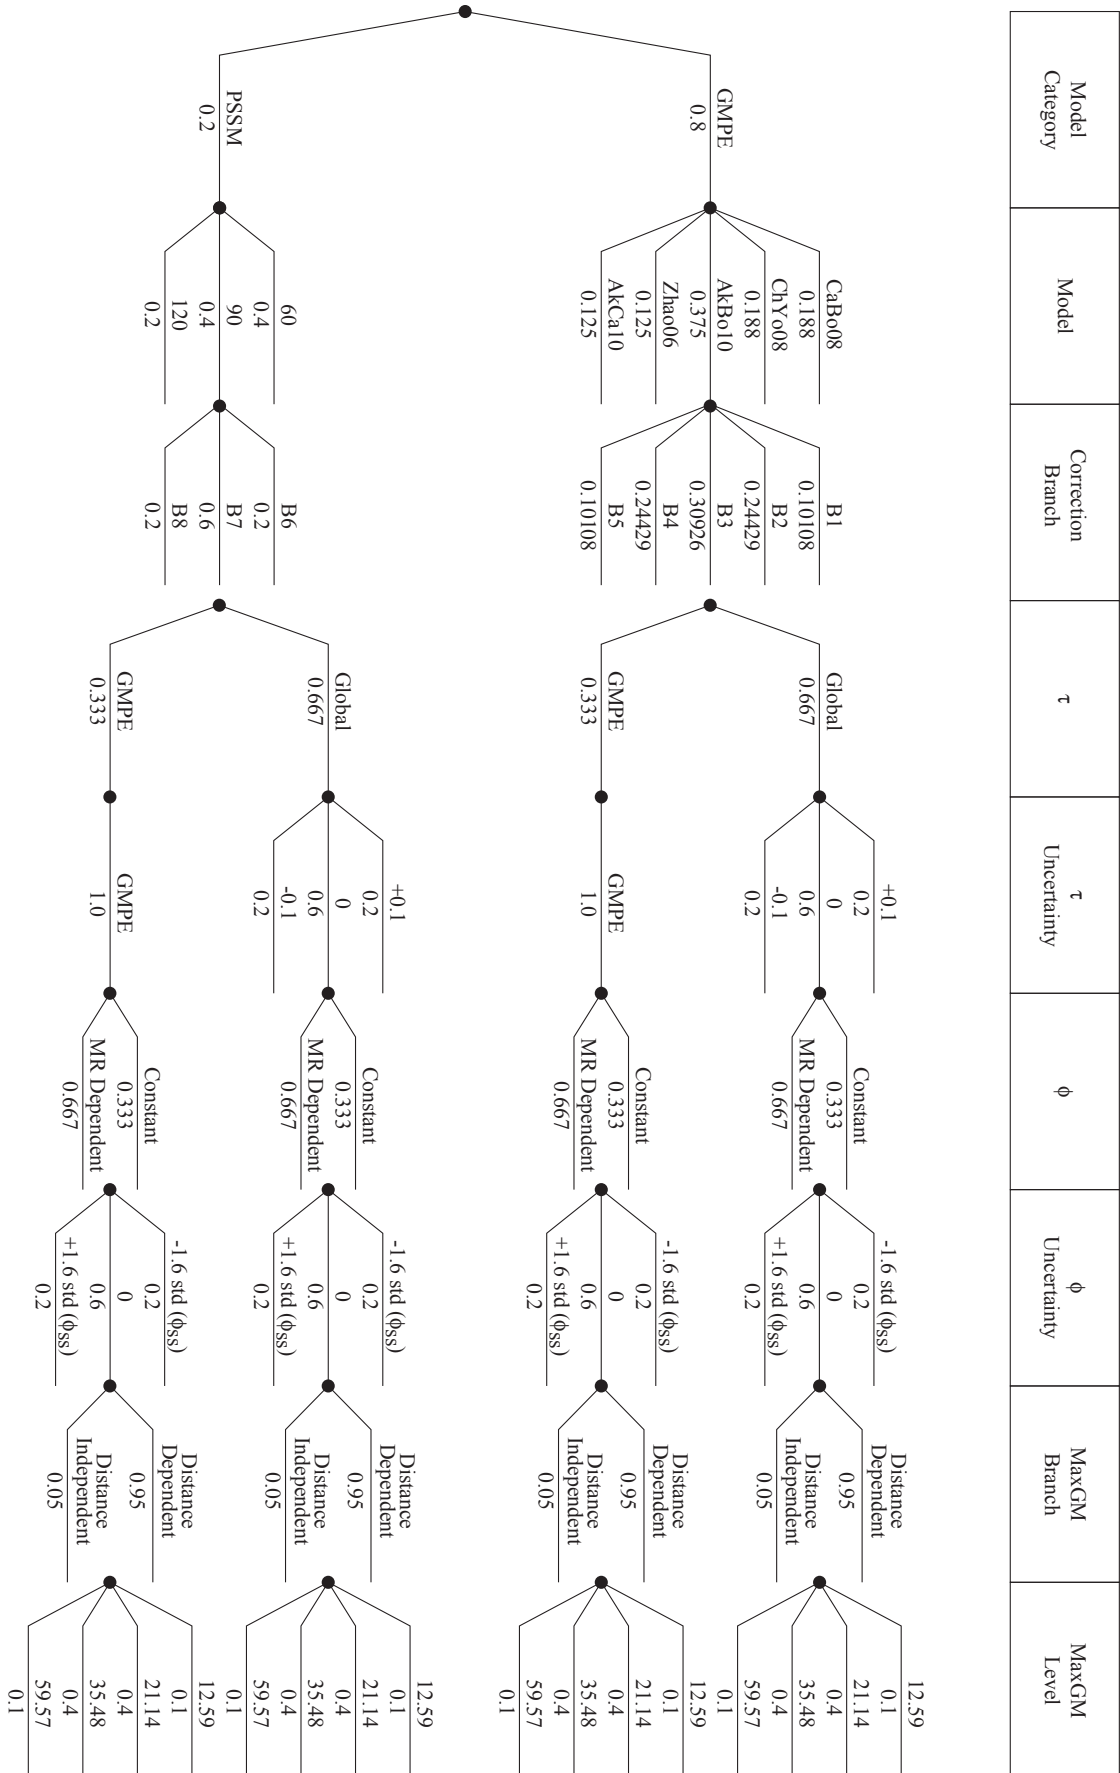 Model
Category
Model
Correction
Branch
τ
τ
Uncertainty
ϕ
ϕ
Uncertainty
MaxGM
Branch
MaxGM
Level
GMPE
0.8
PSSM
0.2
CaBo08
0.188
ChYo08
0.188
AkBo10
0.375
Zhao06
0.125
AkCa10
0.125
60
0.4
90
0.4
120
0.2
B1
0.10108
B2
0.24429
B3
0.30926
B4
0.24429
B5
0.10108
B6
0.2
B7
0.6
B8
0.2
Global
0.667
GMPE
0.333
Global
0.667
GMPE
0.333
+0.1
0.2
0
0.6
-0.1
0.2
GMPE
1.0
+0.1
0.2
0
0.6
-0.1
0.2
GMPE
1.0
Constant
0.333
MR Dependent
0.667
Constant
0.333
MR Dependent
0.667
Constant
0.333
MR Dependent
0.667
Constant
0.333
MR Dependent
0.667
-1.6 std (ϕSS)
0.2
0
0.6
+1.6 std (ϕSS)
0.2
-1.6 std (ϕSS)
0.2
0
0.6
+1.6 std (ϕSS)
0.2
-1.6 std (ϕSS)
0.2
0
0.6
+1.6 std (ϕSS)
0.2
-1.6 std (ϕSS)
0.2
0
0.6
+1.6 std (ϕSS)
0.2
Distance
Dependent
0.95
Distance
Independent
0.05
Distance
Dependent
0.95
Distance
Independent
0.05
Distance
Dependent
0.95
Distance
Independent
0.05
Distance
Dependent
0.95
Distance
Independent
0.05
12.59
0.1
21.14
0.4
35.48
0.4
59.57
0.1
12.59
0.1
21.14
0.4
35.48
0.4
59.57
0.1
12.59
0.1
21.14
0.4
35.48
0.4
59.57
0.1
12.59
0.1
21.14
0.4
35.48
0.4
59.57
0.1